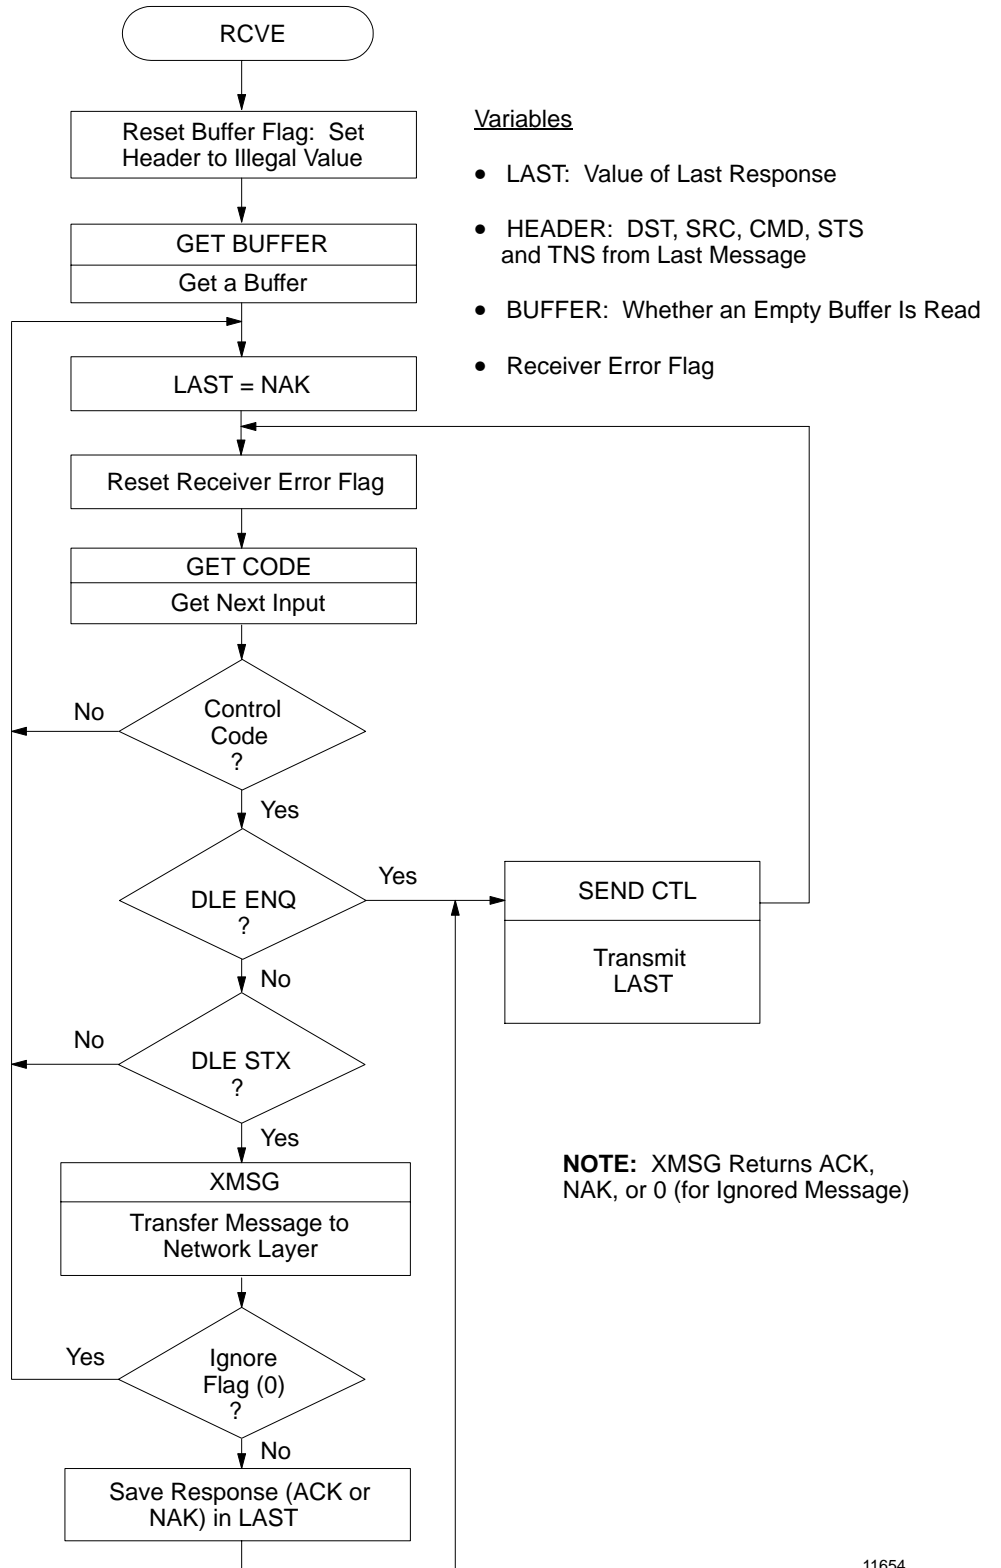 RCVE
Reset Buffer Flag: Set
Header to Illegal Value
GET BUFFER
Get a Buffer
LAST = NAK
Reset Receiver Error Flag
GET CODE
Get Next Input
Control
Code
?
No
Yes
DLE ENQ
?
Yes
No
SEND CTL
Transmit
LAST
DLE STX
?
No
Yes
XMSG
Transfer Message to
Network Layer
Ignore
Flag (0)
?
Yes
No
Save Response (ACK or
NAK) in LAST
Variables
• LAST: Value of Last Response
• HEADER: DST, SRC, CMD, STS
and TNS from Last Message
• BUFFER: Whether an Empty Buffer Is Read
• Receiver Error Flag
NOTE: XMSG Returns ACK,
NAK, or 0 (for Ignored Message)
11654